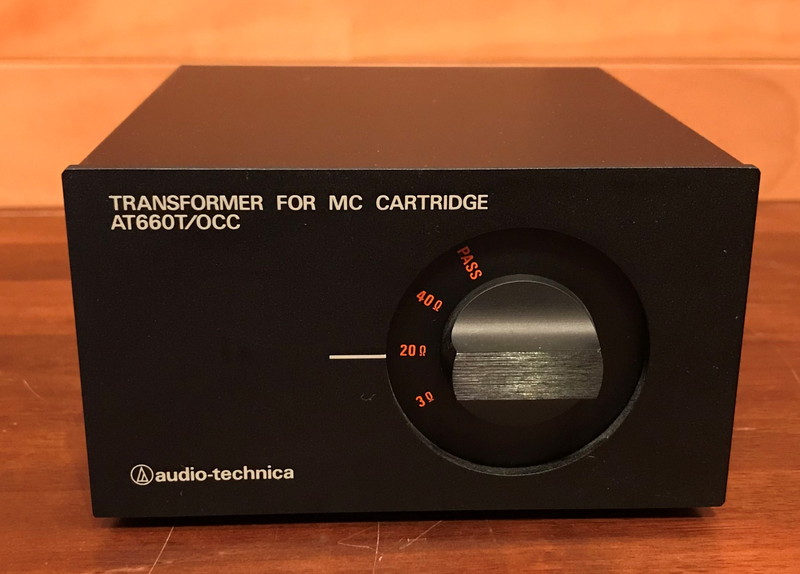 TRANSFORMER FOR MC CARTRIDGE
AT660T/OCC
PASS
40Ω
20Ω
3Ω
audio-technica